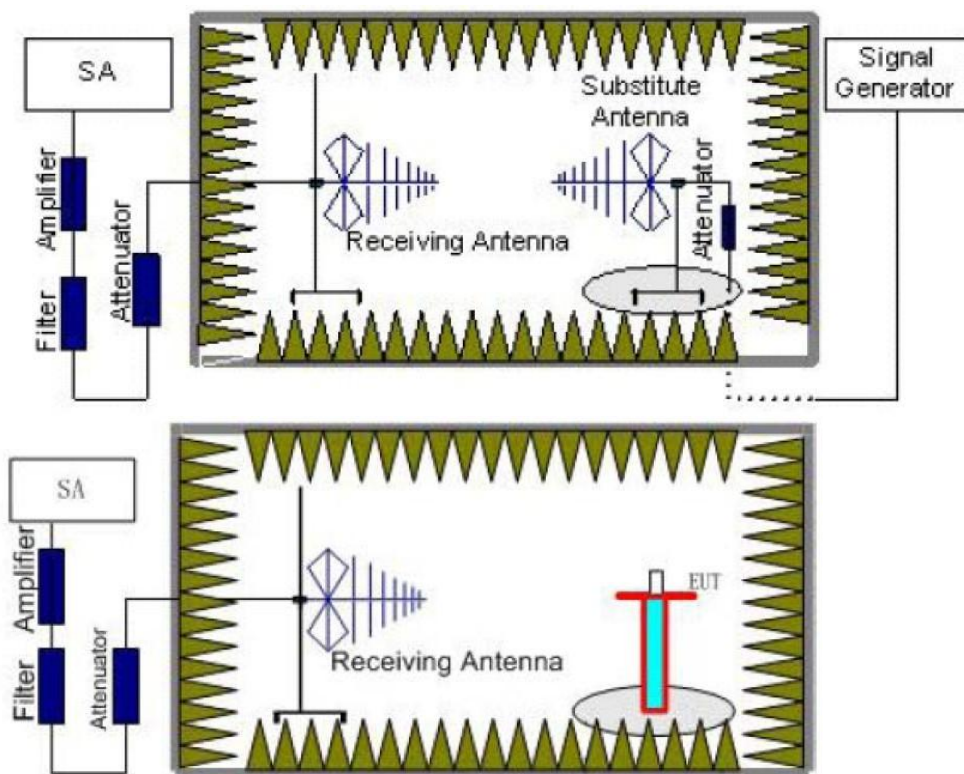 SA
Signal
Generator
Substitute
Antenna
Amplifier
Attenuator
Attenuator
Receiving Antenna
Filter
SA
Amplifier
EUT
Receiving Antenna
Filter
Attenuator